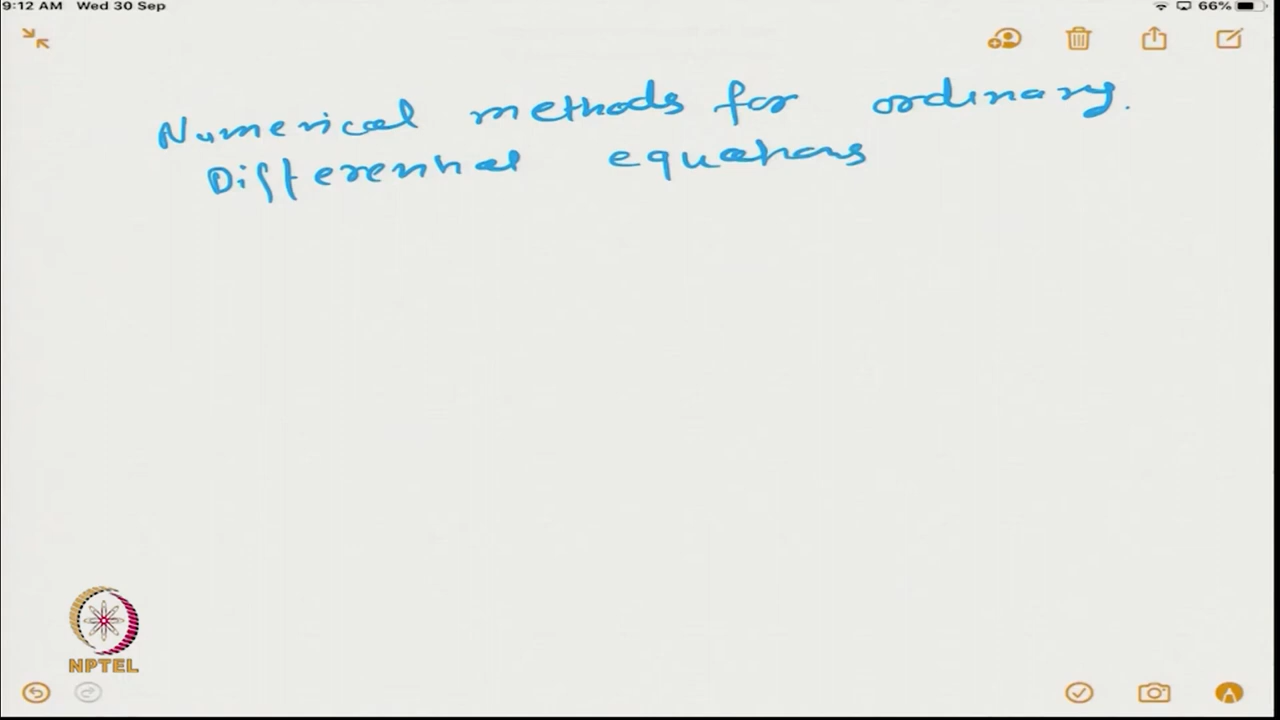 9:12 AM Wed 30 Sep 66%
Numerical methods for ordinary.
Differential equations
NPTEL